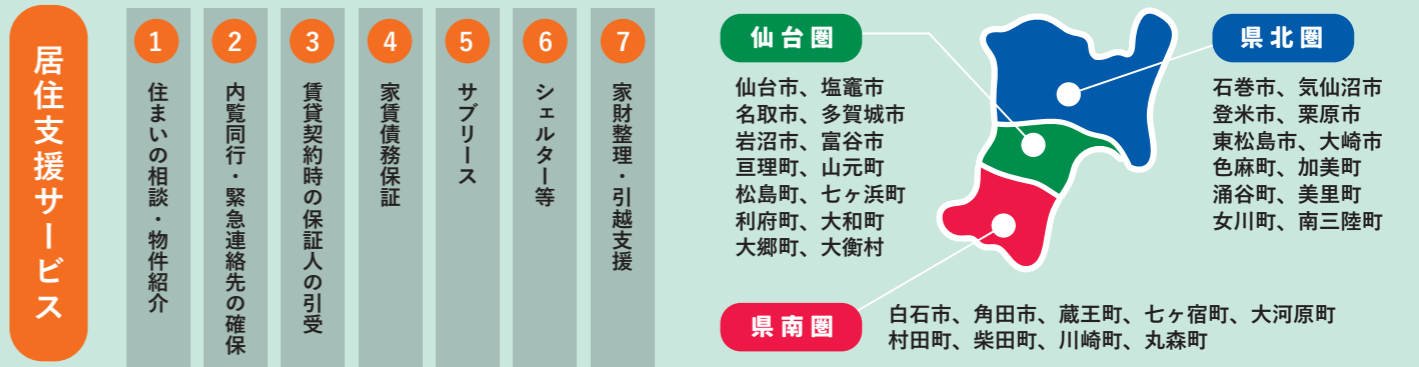 居住支援サービス
1
住まいの相談・物件紹介
2
内覧同行・緊急連絡先の確保
3
賃貸契約時の保証人の引受
4
家賃債務保証
5
サブリース
6
シェルター等
7
家財整理・引越支援
仙台圏
仙台市、塩竈市
名取市、多賀城市
岩沼市、富谷市
亘理町、山元町
松島町、七ヶ浜町
利府町、大和町
大郷町、大衡村
県北圏
石巻市、気仙沼市
登米市、栗原市
東松島市、大崎市
色麻町、加美町
涌谷町、美里町
女川町、南三陸町
県南圏
白石市、角田市、蔵王町、七ヶ宿町、大河原町
村田町、柴田町、川崎町、丸森町